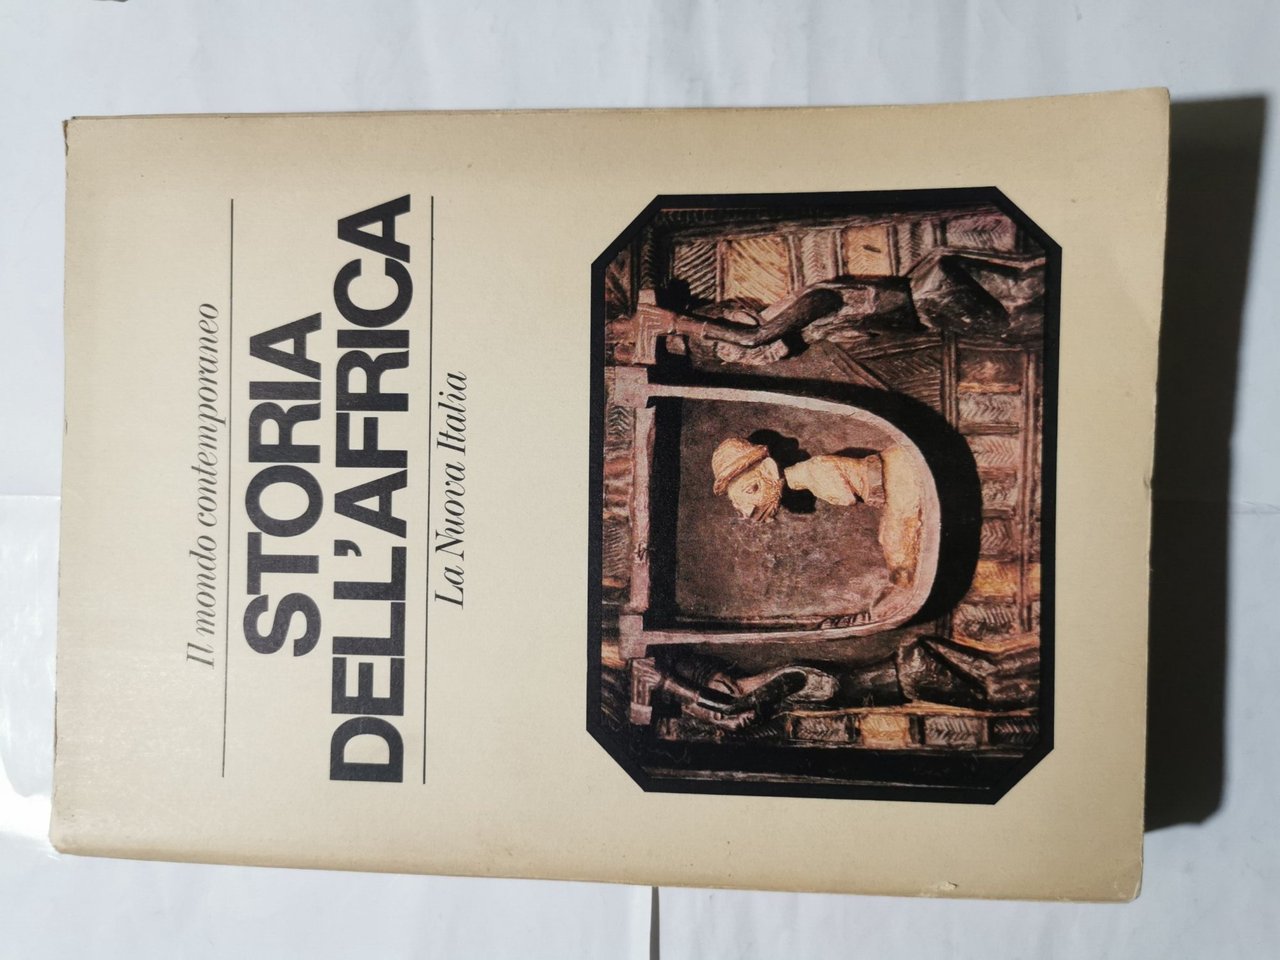 Il mondo contemporaneo
STORIA
DELL'AFRICA
La Nuova Italia